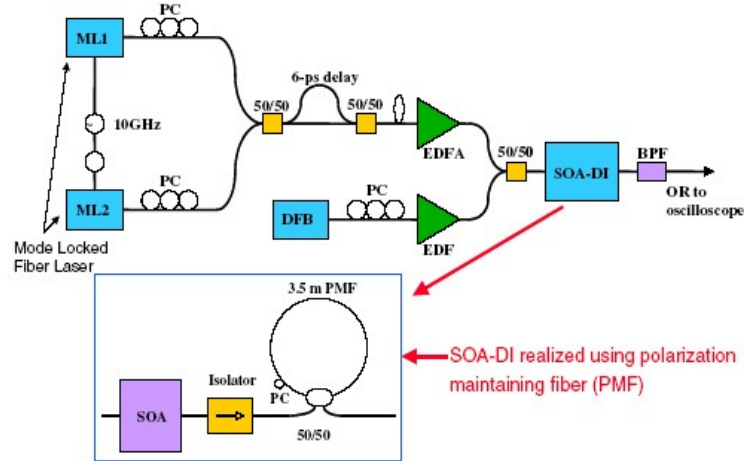 PC
ML1
6-ps delay
50/50
50/50
10GHz
EDFA
50/50
SOA-DI
BPF
OR to
oscilloscope
PC
PC
ML2
DFB
EDF
Mode Locked
Fiber Laser
3.5 m PMF
SOA-DI realized using polarization
maintaining fiber (PMF)
Isolator
PC
SOA
50/50